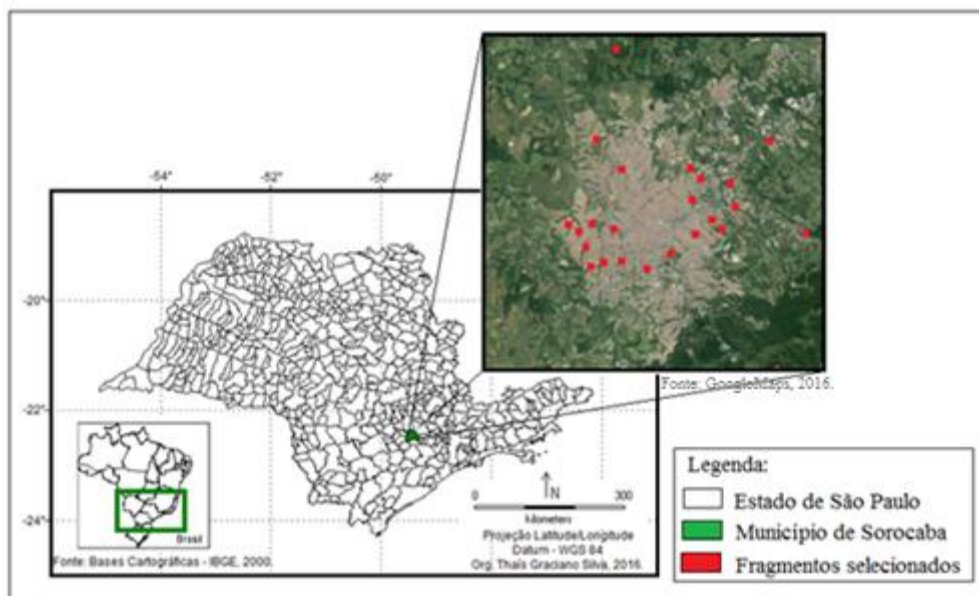 -54°
-52°
-50°
-20°
-22°
-24°
Fonte: GoogleMaps, 2016.
Brasil
Fonte: Bases Cartográficas - IBGE, 2000.
0 300
kilometers
N
Projeção Latitude/Longitude
Datum - WGS 84
Org. Thaís Graciano Silva, 2016.
Legenda:
Estado de São Paulo
Município de Sorocaba
Fragmentos selecionados